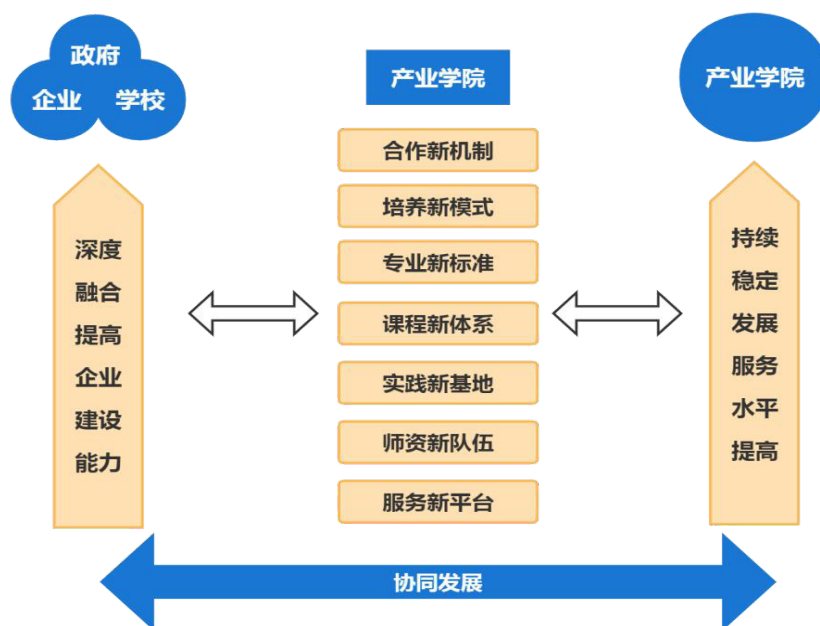 政府
企业 学校
深度
融合
提高
企业
建设
能力
产业学院
合作新机制
培养新模式
专业新标准
课程新体系
实践新基地
师资新队伍
服务新平台
产业学院
持续
稳定
发展
服务
水平
提高
协同发展